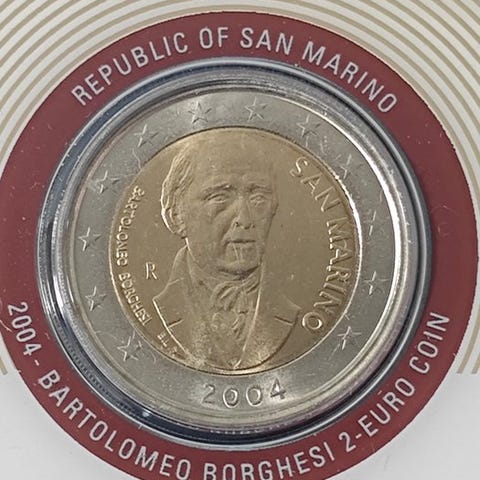 REPUBLIC OF SAN MARINO
SAN MARINO
BARTOLOMEO BORGHESI
R
2004
2004 - BARTOLOMEO BORGHESI 2-EURO COIN